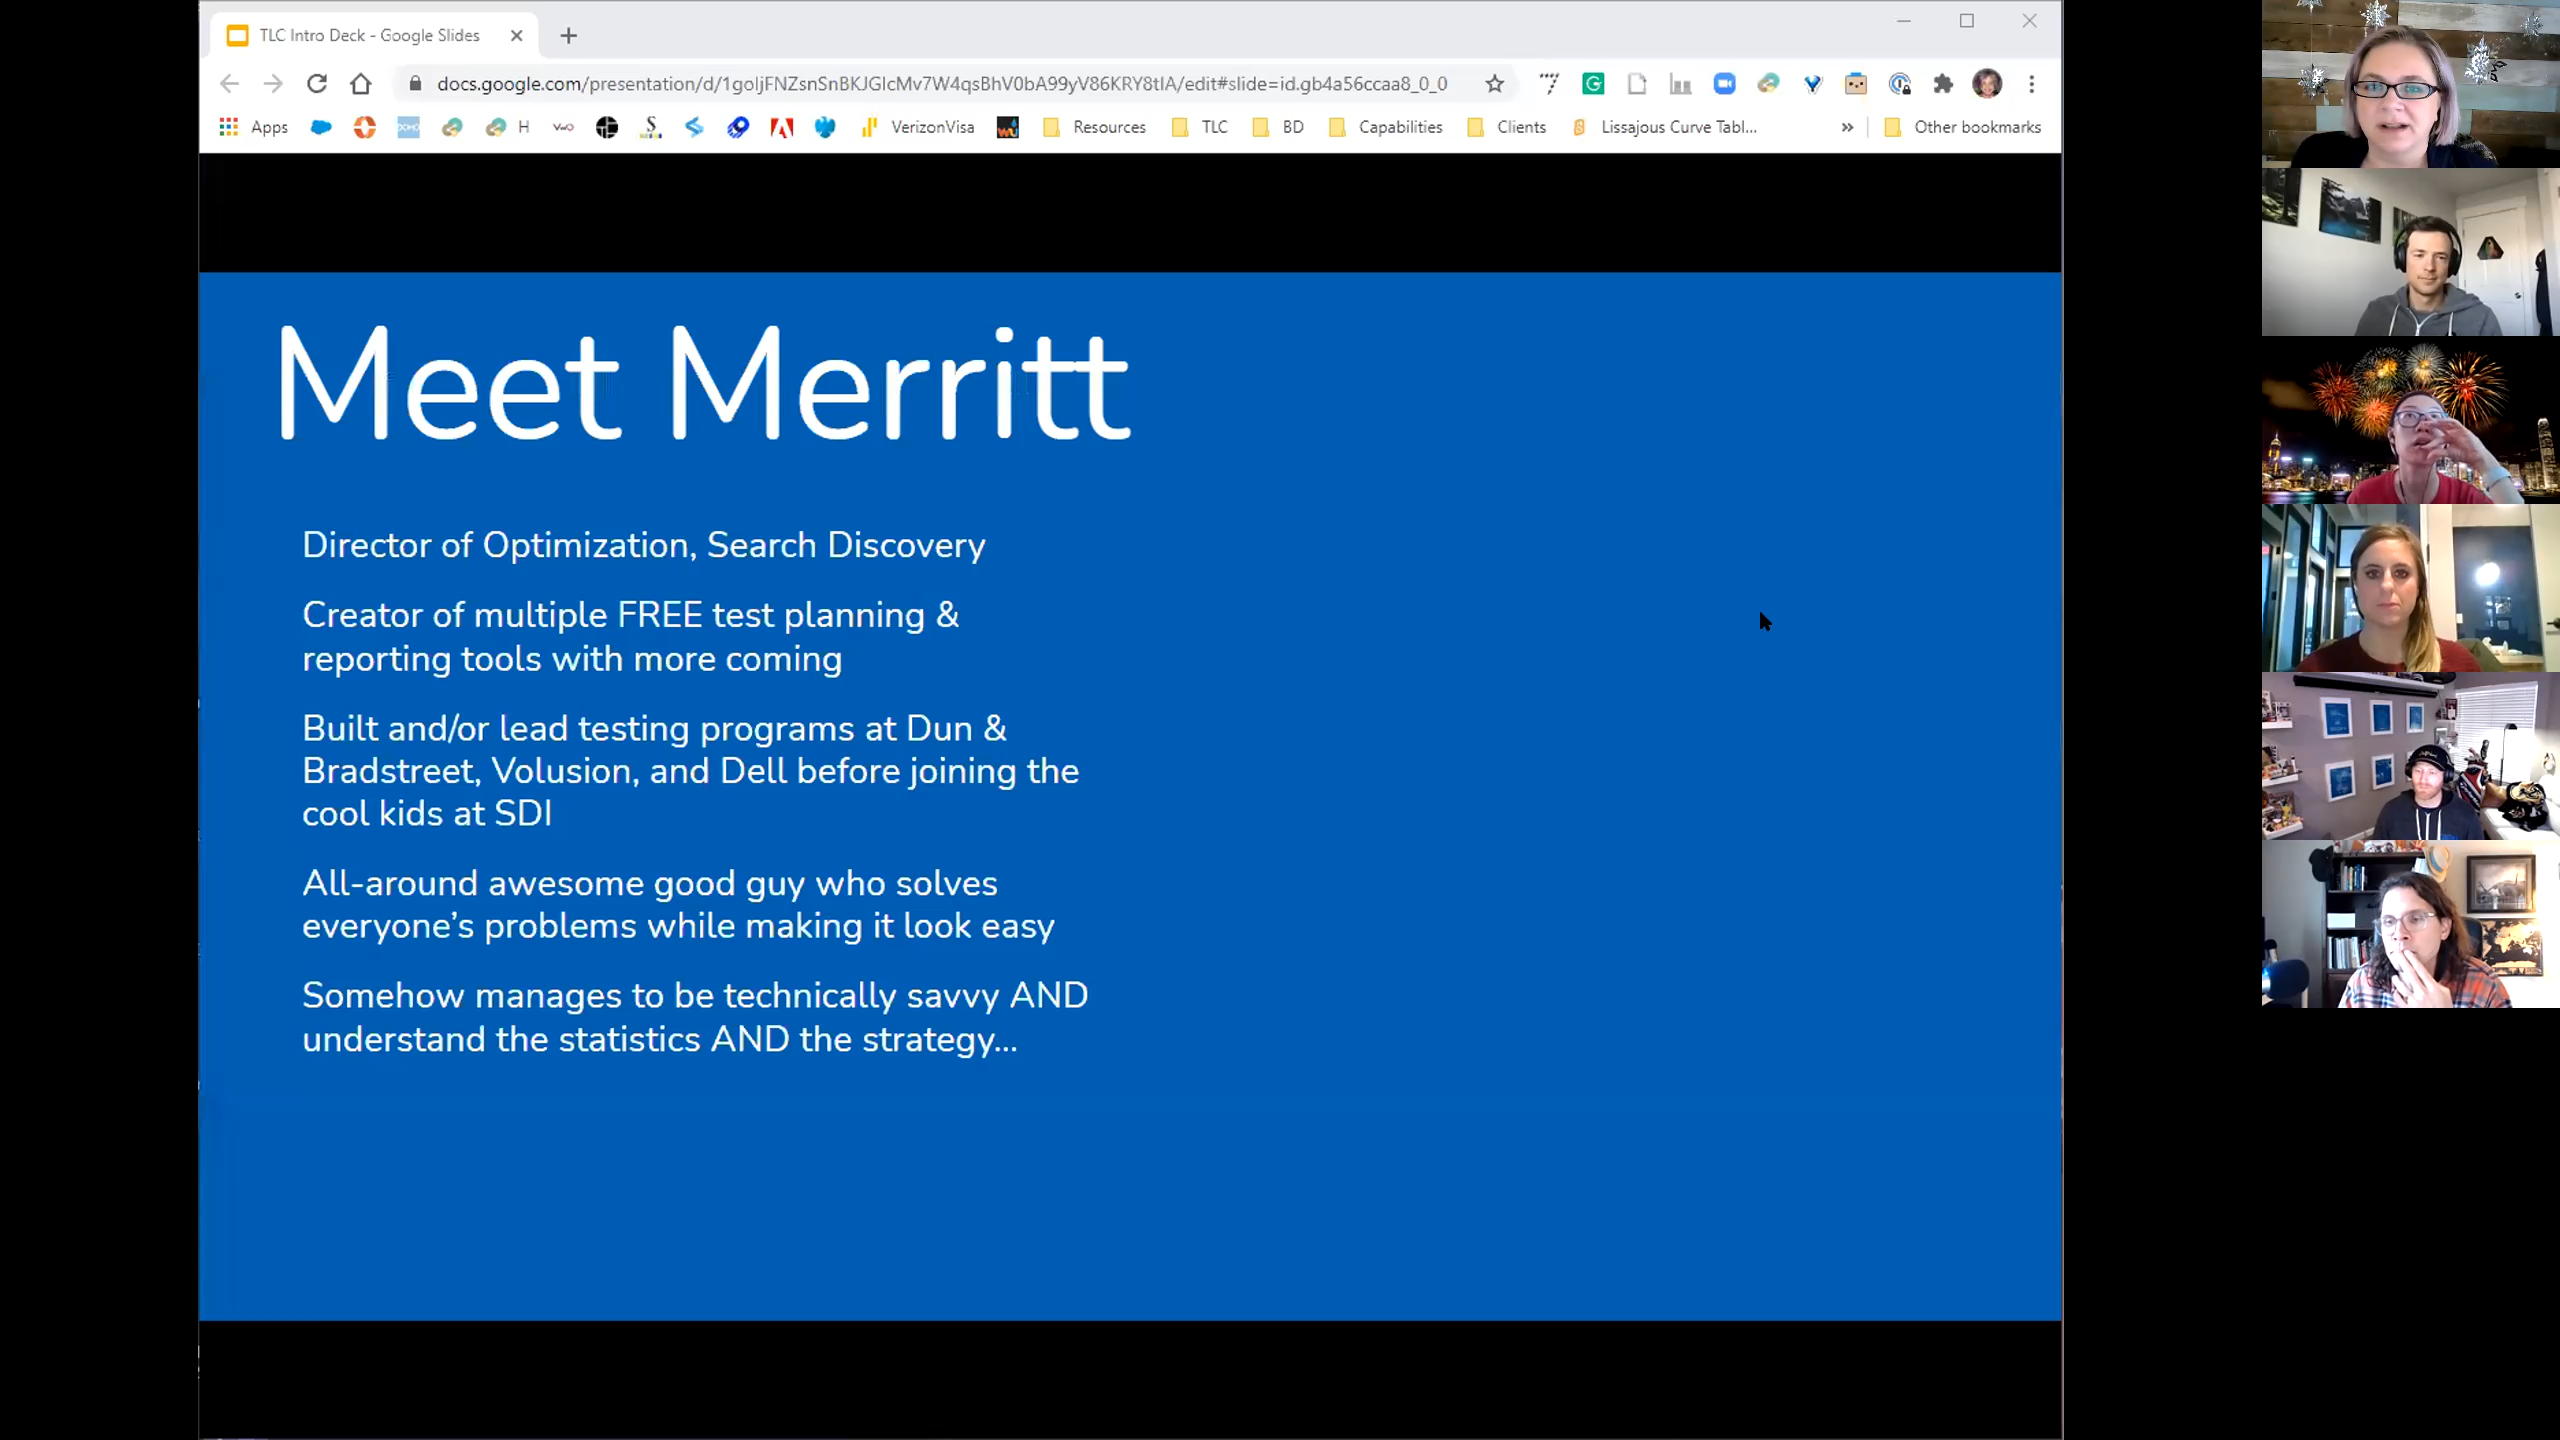 TLC Intro Deck - Google Slides
docs.google.com/presentation/d/1goIjFNZsnSnBKJGlcMv7W4qsBhV0bA99yV86KRY8tIA/edit#slide=id.gb4a56ccaa8_0_0
Apps H VWO VerizonVisa Resources TLC BD Capabilities Clients Lissajous Curve Tabl... » Other bookmarks
Meet Merritt
Director of Optimization, Search Discovery
Creator of multiple FREE test planning &
reporting tools with more coming
Built and/or lead testing programs at Dun &
Bradstreet, Volusion, and Dell before joining the
cool kids at SDI
All-around awesome good guy who solves
everyone's problems while making it look easy
Somehow manages to be technically savvy AND
understand the statistics AND the strategy...